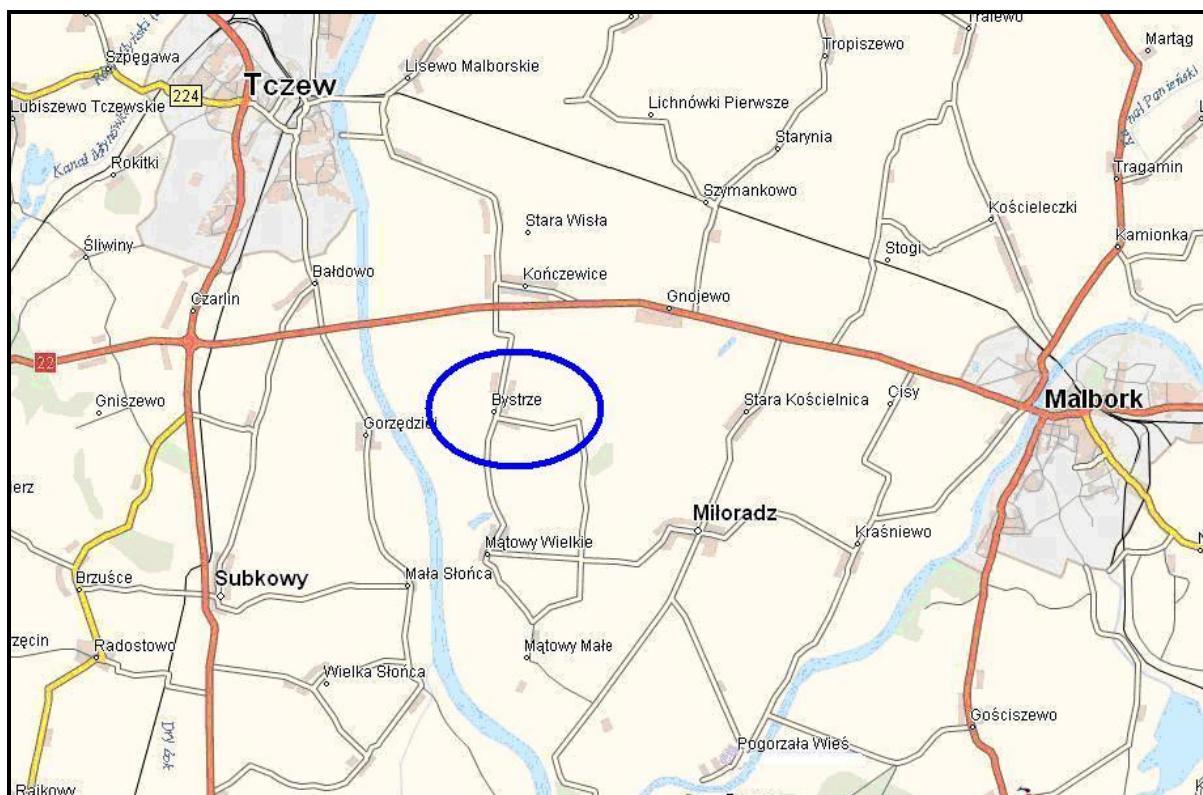 Tralewo
Martąg
Tropiszewo
Szpęgawa
Lisewo Malborskie
Tczew
224
Lichnówki Pierwsze
Lubiszewo Tczewskie
Starynia
Rokitki
Tragamin
Szymankowo
Kościeleczki
Stara Wisła
Śliwiny
Stogi
Kamionka
Bałdowo
Kończewice
Czarlin
Gnojewo
22
Gniszewo
Bystrze
Stara Kościelnica
Cisy
Malbork
Gorzędziej
Miłoradz
Kraśniewo
Mątowy Wielkie
Brzuśce
Subkowy
Mała Słońca
Radostowo
Mątowy Małe
Wielka Słońca
Gościszewo
Pogorzała Wieś
Rajkowy